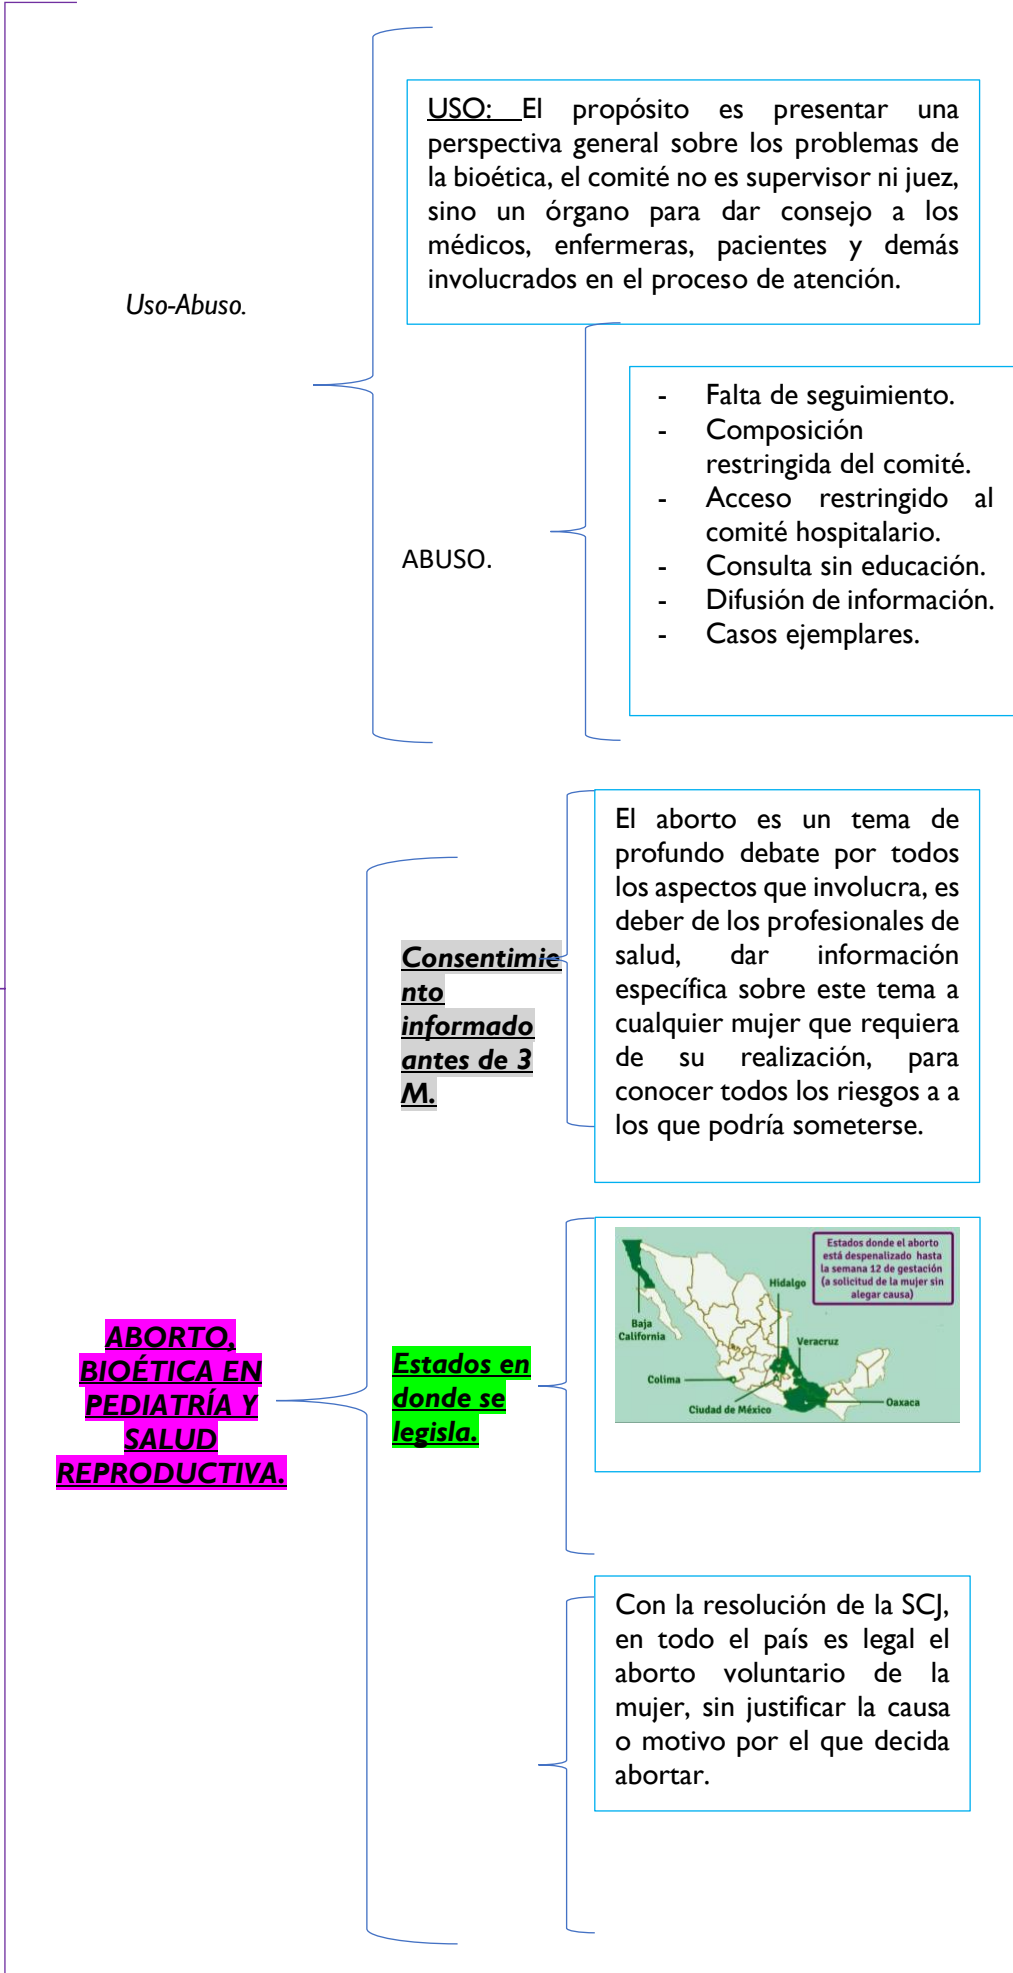 Uso-Abuso.
USO: El propósito es presentar una
perspectiva general sobre los problemas de
la bioética, el comité no es supervisor ni juez,
sino un órgano para dar consejo a los
médicos, enfermeras, pacientes y demás
involucrados en el proceso de atención.
ABUSO.
- Falta de seguimiento.
- Composición
restringida del comité.
- Acceso restringido al
comité hospitalario.
- Consulta sin educación.
- Difusión de información.
- Casos ejemplares.
ABORTO,
BIOÉTICA EN
PEDIATRÍA Y
SALUD
REPRODUCTIVA.
Consentimie
nto
informado
antes de 3
M.
El aborto es un tema de
profundo debate por todos
los aspectos que involucra, es
deber de los profesionales de
salud, dar información
específica sobre este tema a
cualquier mujer que requiera
de su realización, para
conocer todos los riesgos a a
los que podría someterse.
Estados en
donde se
legisla.
Estados donde el aborto
está despenalizado hasta
la semana 12 de gestación
(a solicitud de la mujer sin
alegar causa)
Hidalgo
Baja
California
Veracruz
Colima
Ciudad de México
Oaxaca
Con la resolución de la SCJ,
en todo el país es legal el
aborto voluntario de la
mujer, sin justificar la causa
o motivo por el que decida
abortar.